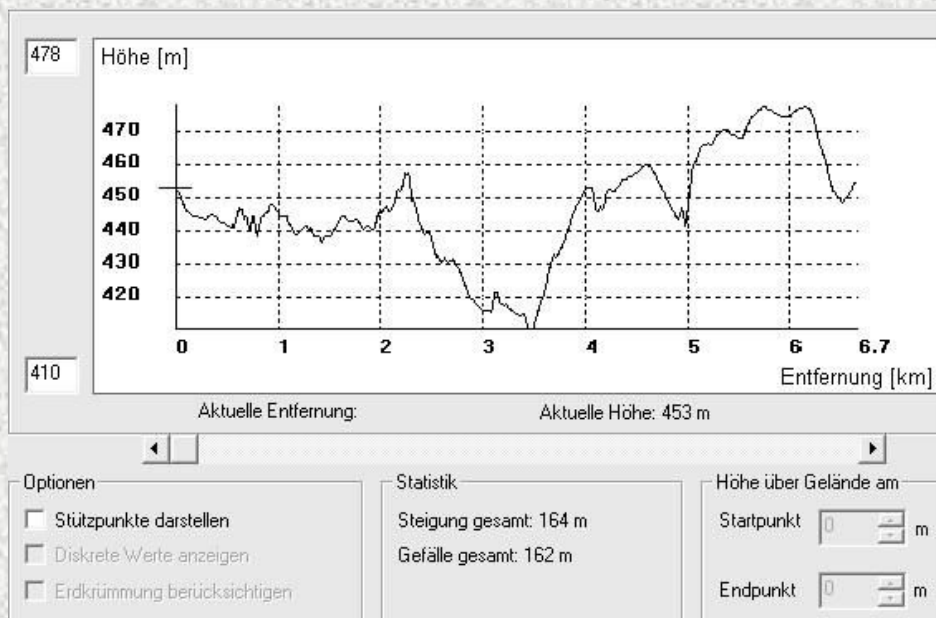 478
Höhe [m]
470
460
450
440
430
420
410
0 1 2 3 4 5 6 6.7
Entfernung [km]
Aktuelle Entfernung: Aktuelle Höhe: 453 m
Optionen
Stützpunkte darstellen
Diskrete Werte anzeigen
Erdkrümmung berücksichtigen
Statistik
Steigung gesamt: 164 m
Gefälle gesamt: 162 m
Höhe über Gelände am
Startpunkt 0 m
Endpunkt 0 m